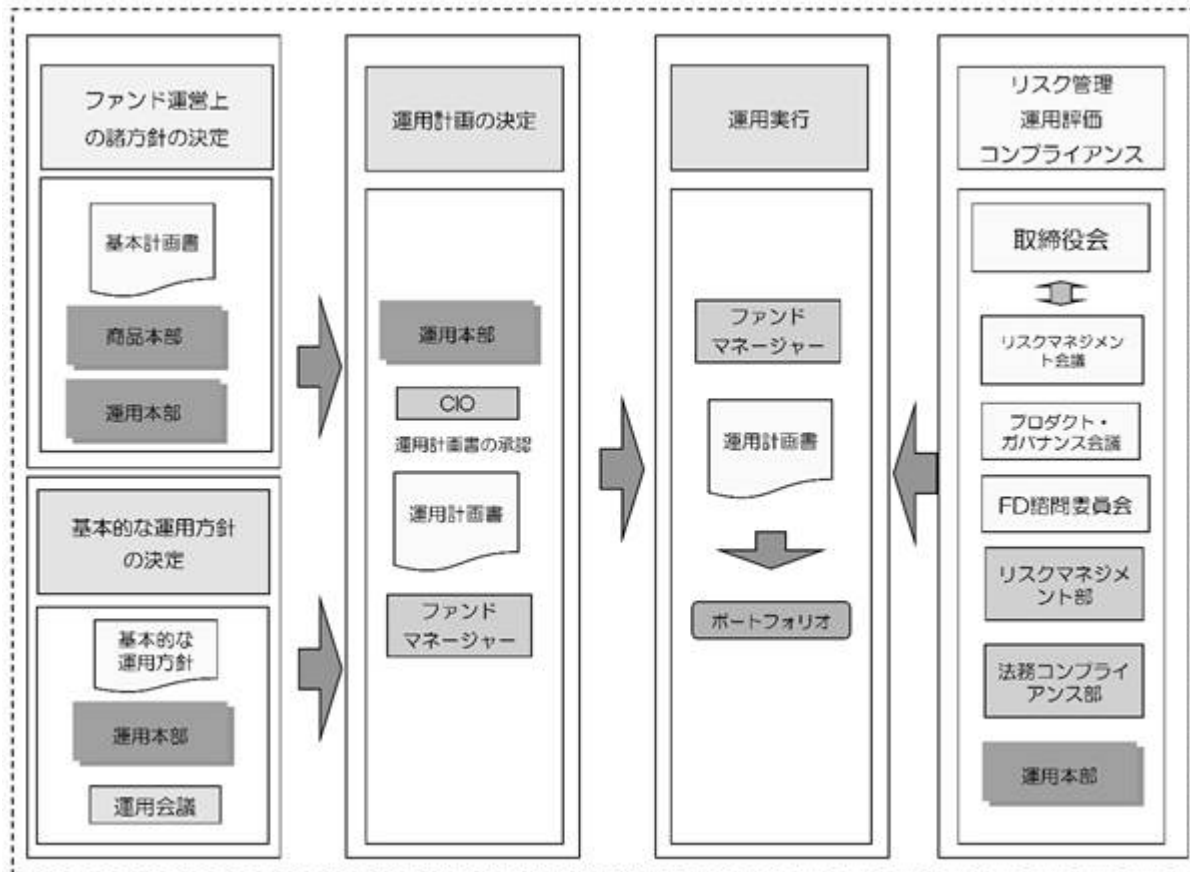 ファンド運営上
の諸方針の決定
基本計画書
商品本部
運用本部
基本的な運用方針
の決定
基本的な
運用方針
運用本部
運用会議
運用計画の決定
運用本部
CIO
運用計画書の承認
運用計画書
ファンド
マネージャー
運用実行
ファンド
マネージャー
運用計画書
ポートフォリオ
リスク管理
運用評価
コンプライアンス
取締役会
リスクマネジメン
ト会議
プロダクト・
ガバナンス会議
FD諮問委員会
リスクマネジメ
ント部
法務コンプライ
アンス部
運用本部